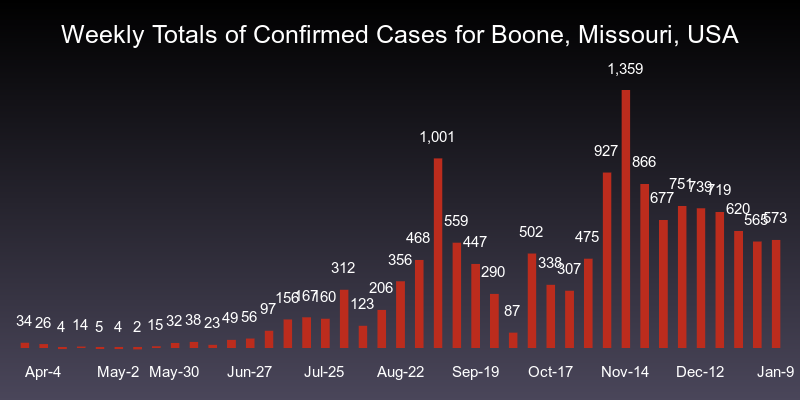 Weekly Totals of Confirmed Cases for Boone, Missouri, USA
34 26 4 14 5 4 2 15 32 38 23 49 56 97 156 167 160 312 123 206 356 468 1,001 559 447 290 87 502 338 307 475 927 1,359 866 677 751 739 719 620 565 573
Apr-4 May-2 May-30 Jun-27 Jul-25 Aug-22 Sep-19 Oct-17 Nov-14 Dec-12 Jan-9